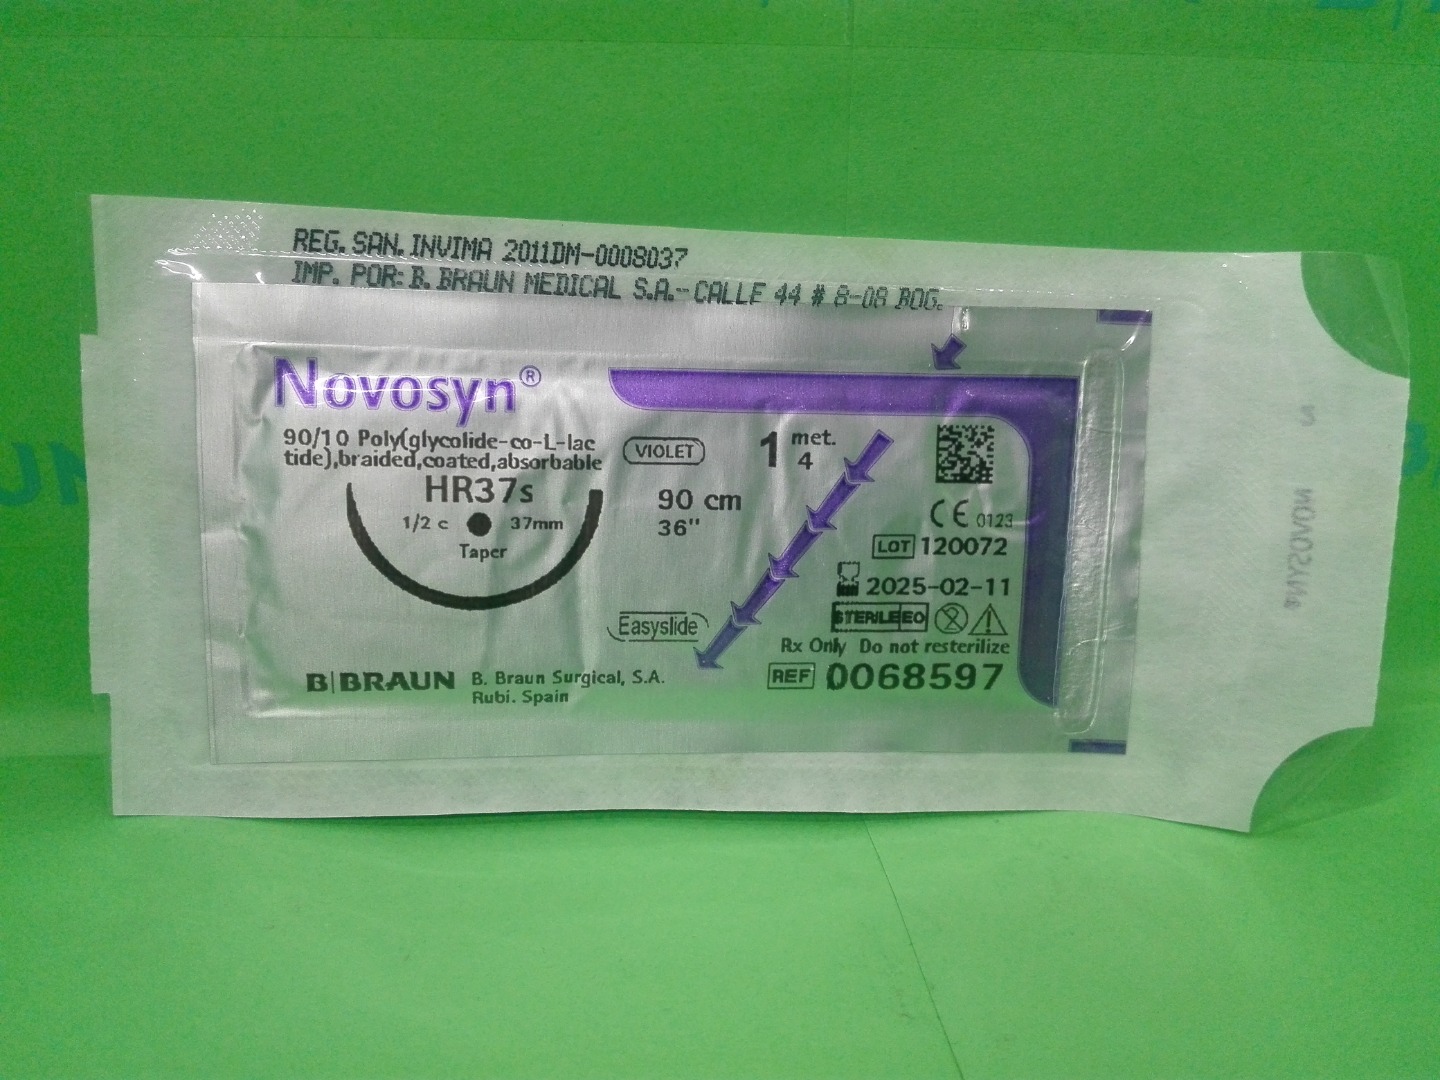 REG. SAN. INVIMA 2011DM-0008037
IMP. POR: B. BRAUN MEDICAL S.A.-CALLE 44 # 8-08 BOG.
Novosyn®
90/10 Poly(glycolide-co-L-lac
tide),braided,coated,absorbable
VIOLET
1 met.
4
HR37s
1/2 c 37mm
Taper
90 cm
36"
CE 0123
LOT 120072
2025-02-11
STERILE EO
Easyslide
Rx Only Do not resterilize
B|BRAUN
B. Braun Surgical, S.A.
Rubi. Spain
REF 0068597